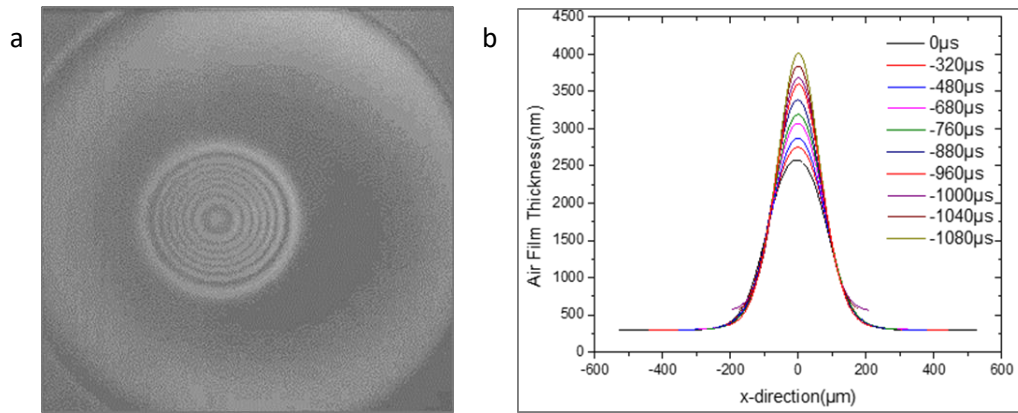 a
b
4500
4000
3500
3000
2500
2000
1500
1000
500
0
Air Film Thickness(nm)
-600
-400
-200
0
200
400
600
x-direction(µm)
0µs
-320µs
-480µs
-680µs
-760µs
-880µs
-960µs
-1000µs
-1040µs
-1080µs